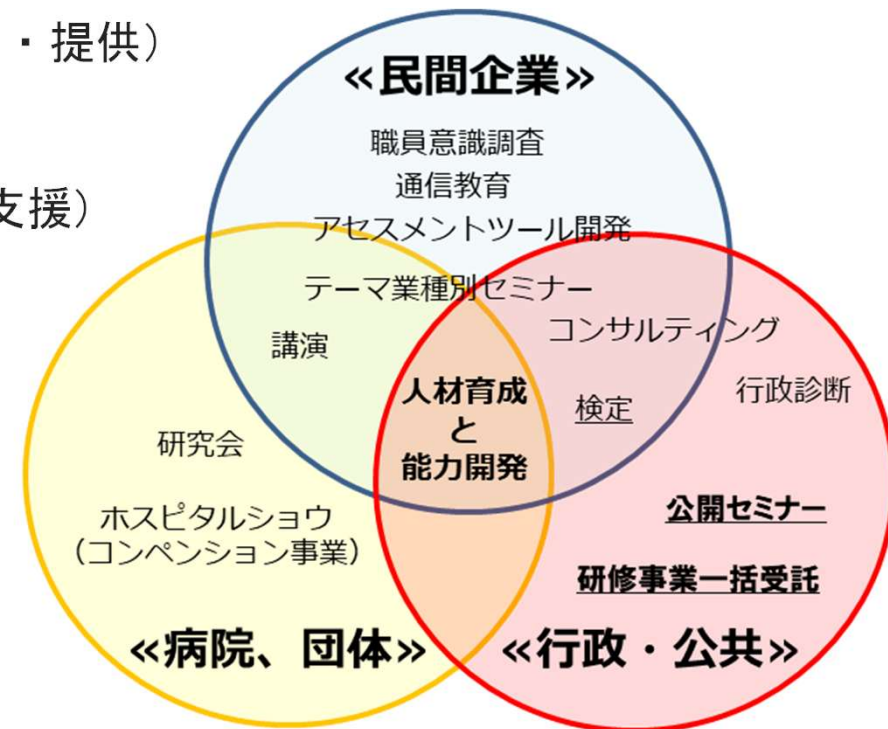 ・提供）
支援）
≪民間企業≫
職員意識調査
通信教育
アセスメントツール開発
テーマ業種別セミナー
講演
コンサルティング
人材育成
と
能力開発
検定
行政診断
研究会
ホスピタルショウ
（コンペンション事業）
公開セミナー
研修事業一括受託
≪病院、団体≫
≪行政・公共≫